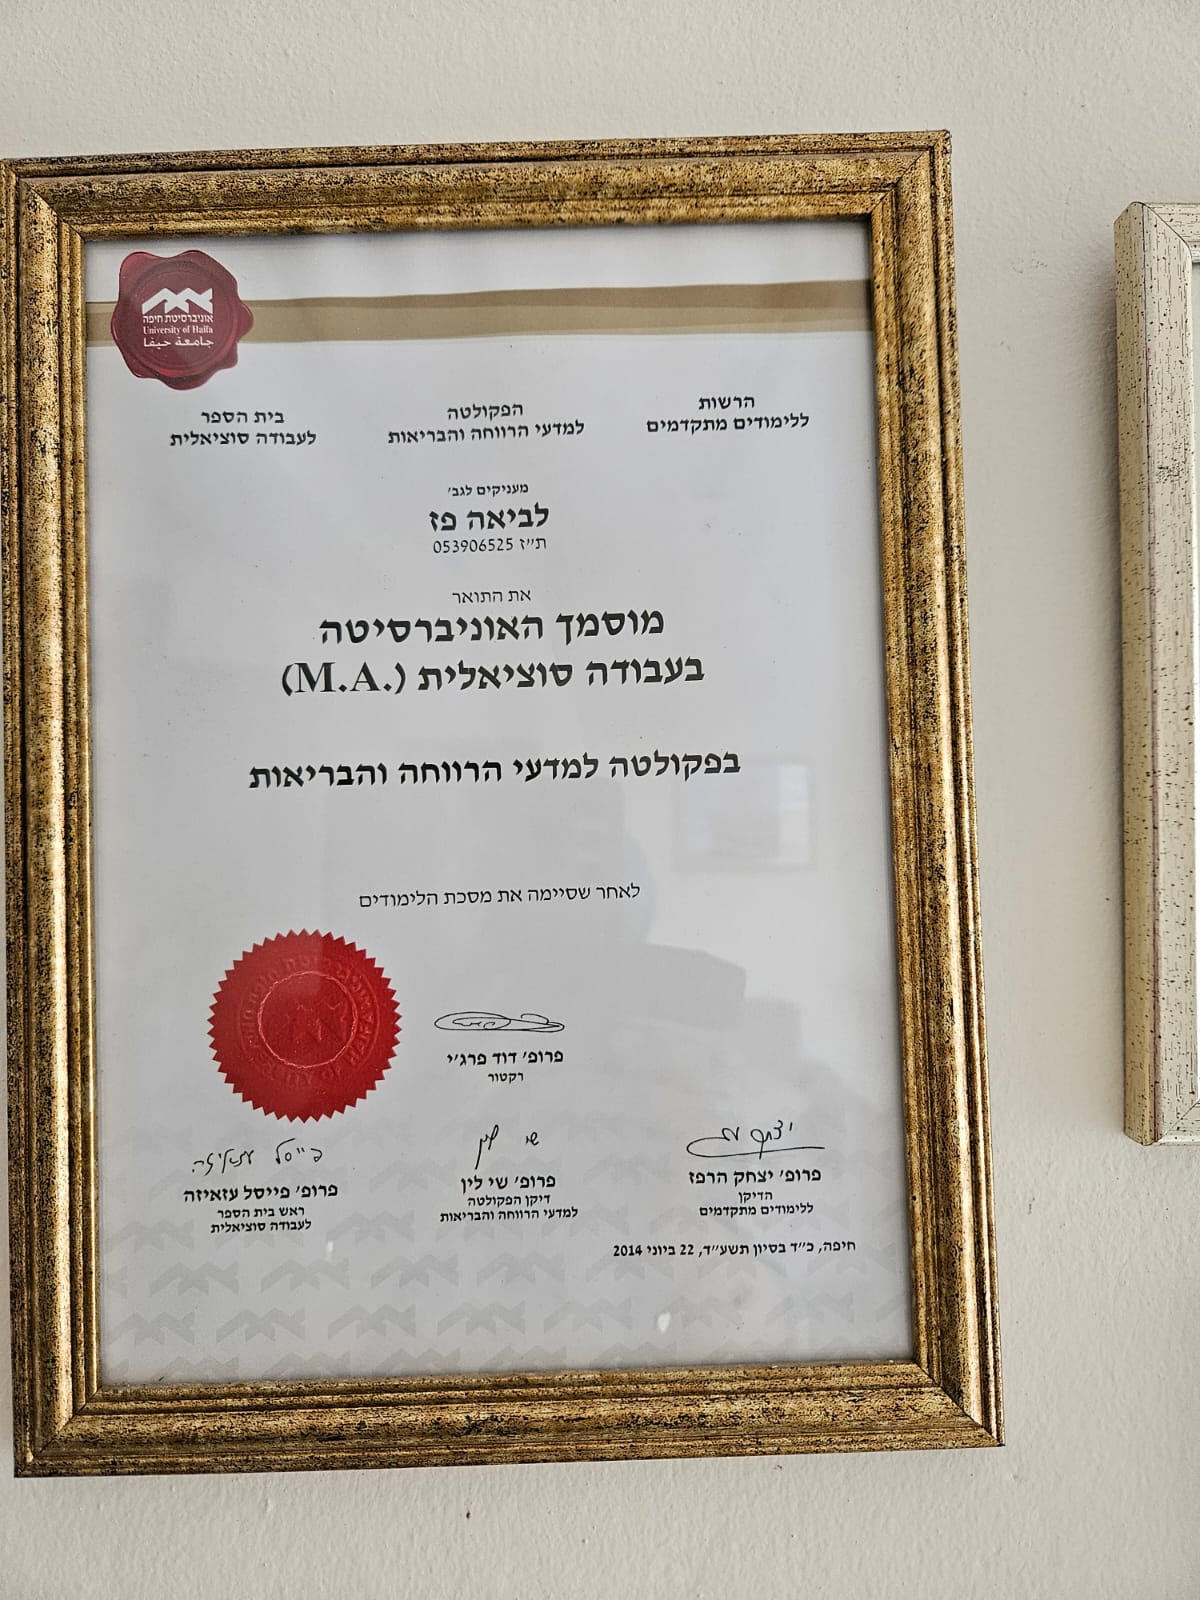 אוניברסיטת חיפה
University of Haifa
جامعة حيفا
הרשות
ללימודים מתקדמים
הפקולטה
למדעי הרווחה והבריאות
בית הספר
לעבודה סוציאלית
מעניקים לגב'
לביאה פז
ת"ז 053906525
את התואר
מוסמך האוניברסיטה
בעבודה סוציאלית (M.A.)
בפקולטה למדעי הרווחה והבריאות
לאחר שסיימה את מסכת הלימודים
פרופ' דוד פרג'י
רקטור
פרופ' יצחק הרפז
הדיקן
ללימודים מתקדמים
פרופ' שי לין
דיקן הפקולטה
למדעי הרווחה והבריאות
פייסל עזאיזה
פרופ' פייסל עזאיזה
ראש בית הספר
לעבודה סוציאלית
חיפה, כ"ד בסיון תשע"ד, 22 ביוני 2014